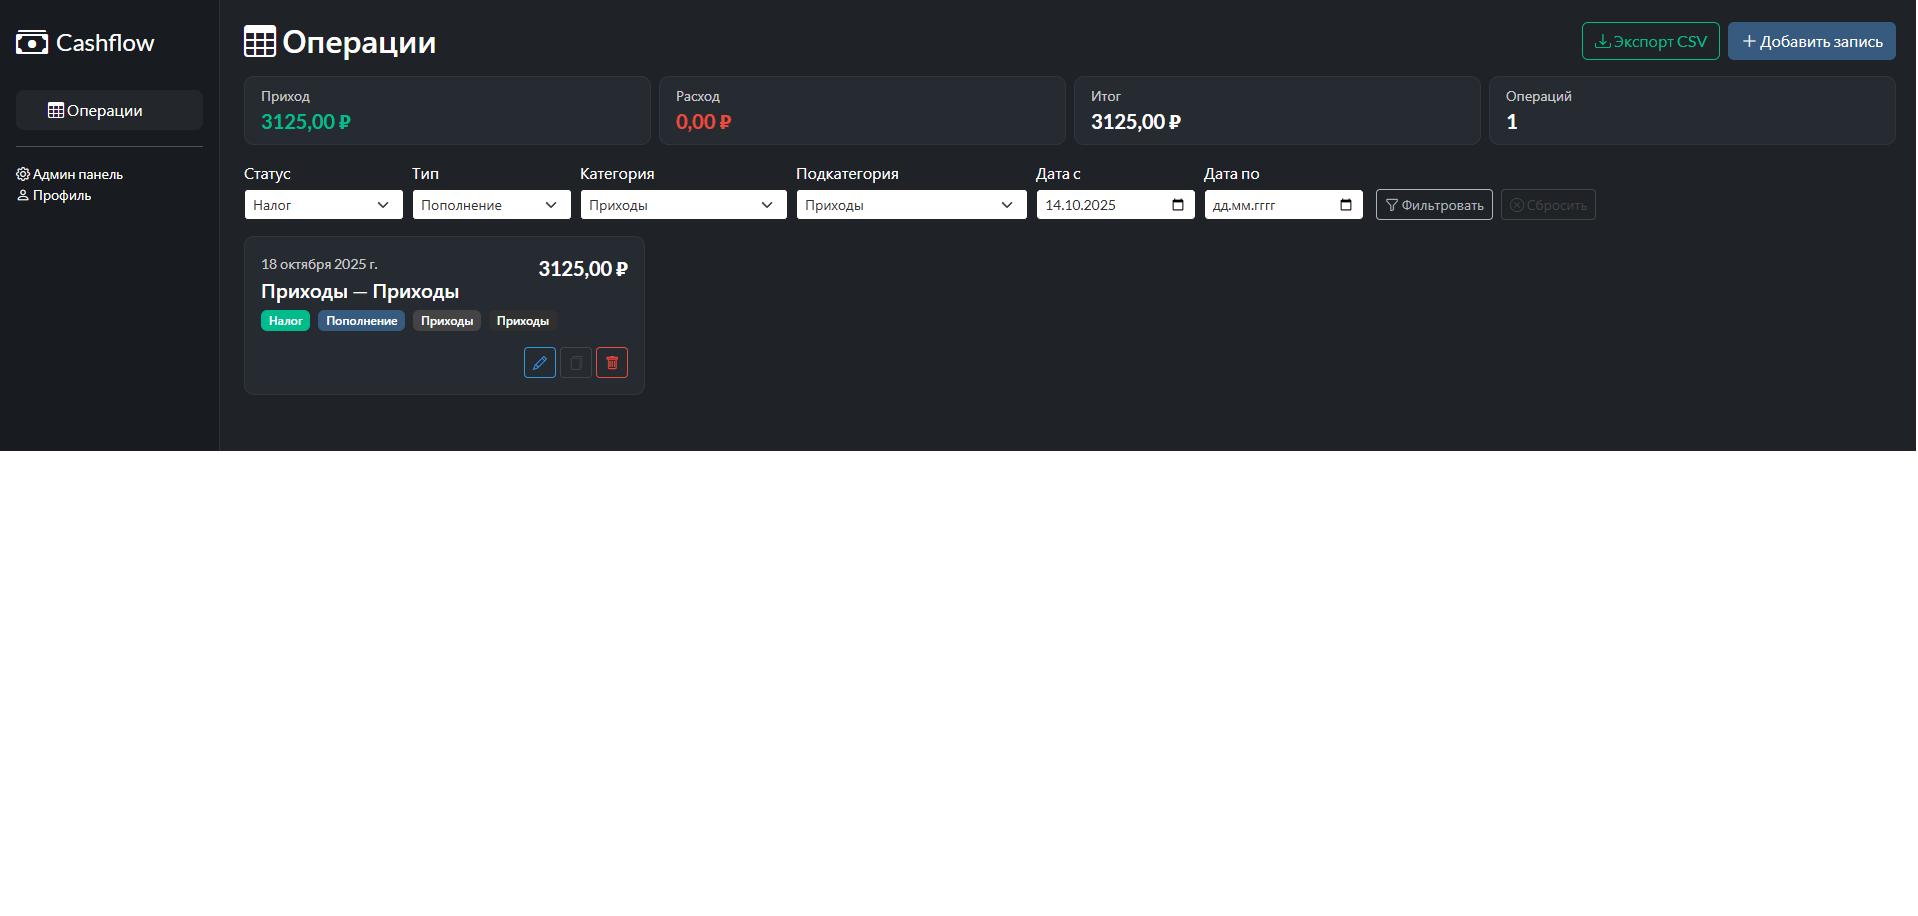 Cashflow
Операции
Админ панель
Профиль
Операции
Экспорт CSV
Добавить запись
Приход
3125,00 ₽
Расход
0,00 ₽
Итог
3125,00 ₽
Операций
1
Статус
Налог
Тип
Пополнение
Категория
Приходы
Подкатегория
Приходы
Дата с
14.10.2025
Дата по
дд.мм.гггг
Фильтровать
Сбросить
18 октября 2025 г.
3125,00 ₽
Приходы — Приходы
Налог Пополнение Приходы Приходы